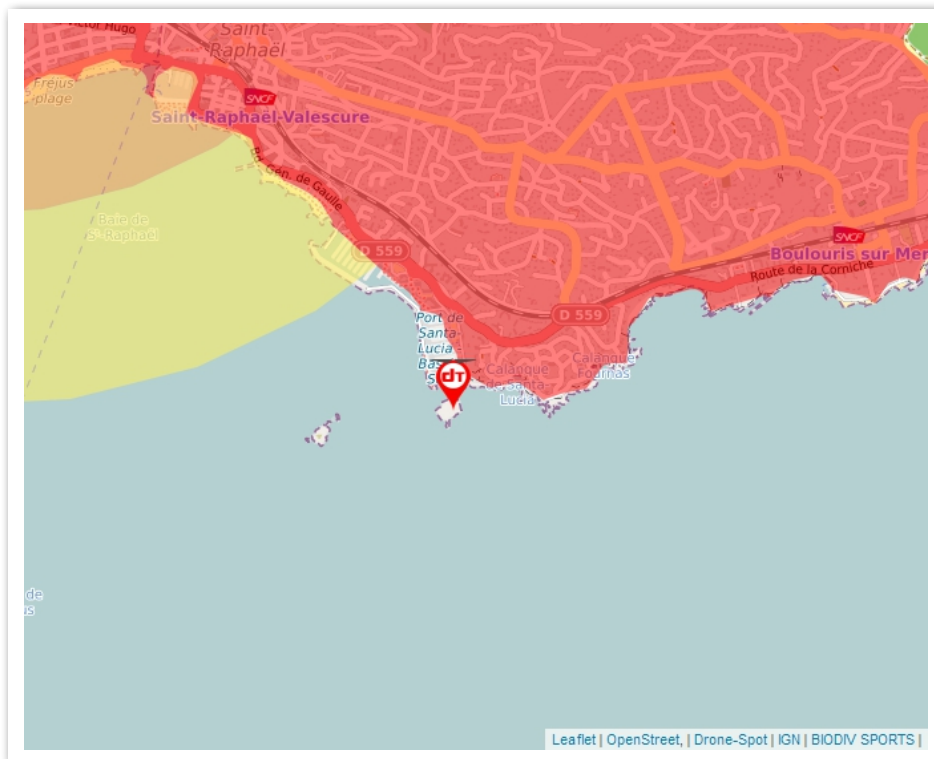 Victor Hugo
Saint-
Raphaël
Fréjus
plage
SNCF
Saint-Raphaël-Valescure
Bd Gén. de Gaulle
Baie de
St-Raphaël
D 559
SNCF
Boulouris sur Mer
Route de la Corniche
D 559
Port de
Santa-
Lucia -
Calanque
Fournas
Calanque
de Santa-
Lucia
dT
de
Leaflet | OpenStreet, | Drone-Spot | IGN | BIODIV SPORTS |